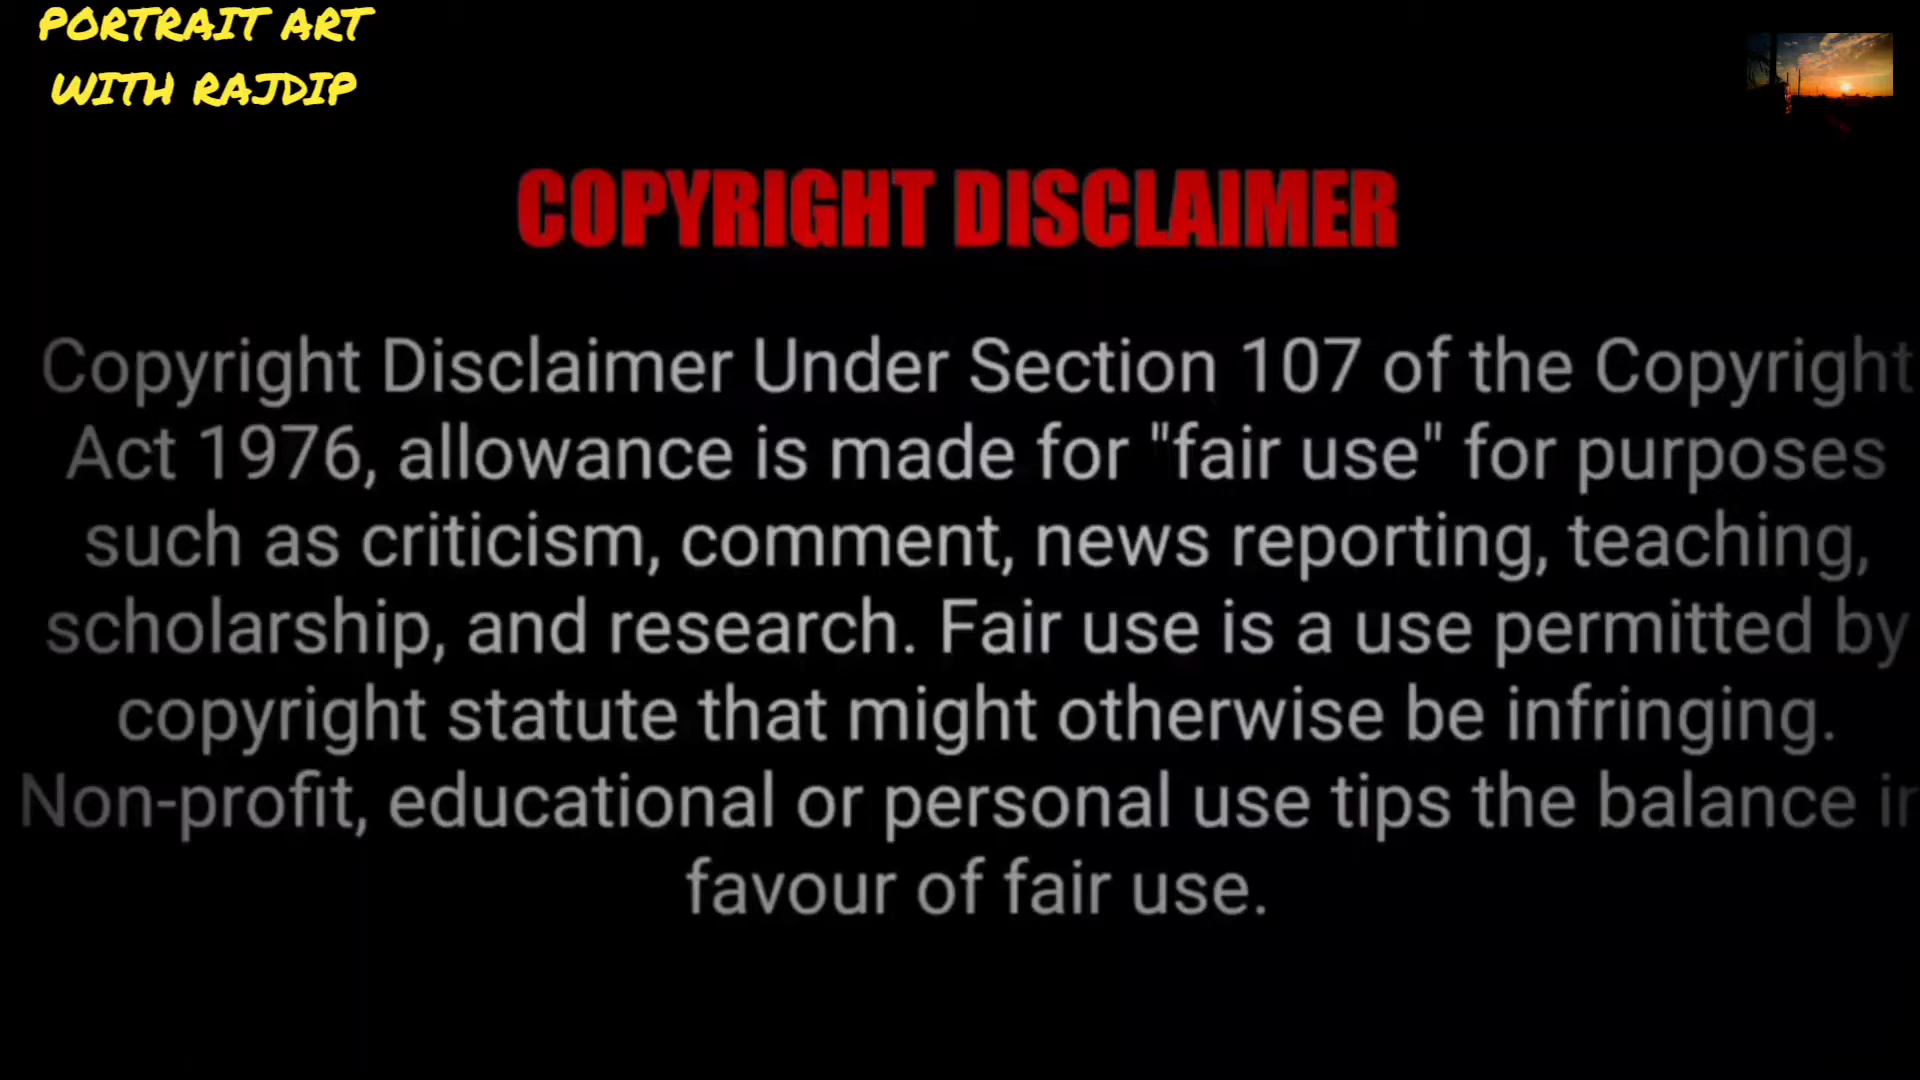 PORTRAIT ART
WITH RAJDIP
COPYRIGHT DISCLAIMER
Copyright Disclaimer Under Section 107 of the Copyright
Act 1976, allowance is made for "fair use" for purposes
such as criticism, comment, news reporting, teaching,
scholarship, and research. Fair use is a use permitted by
copyright statute that might otherwise be infringing.
Non-profit, educational or personal use tips the balance in
favour of fair use.